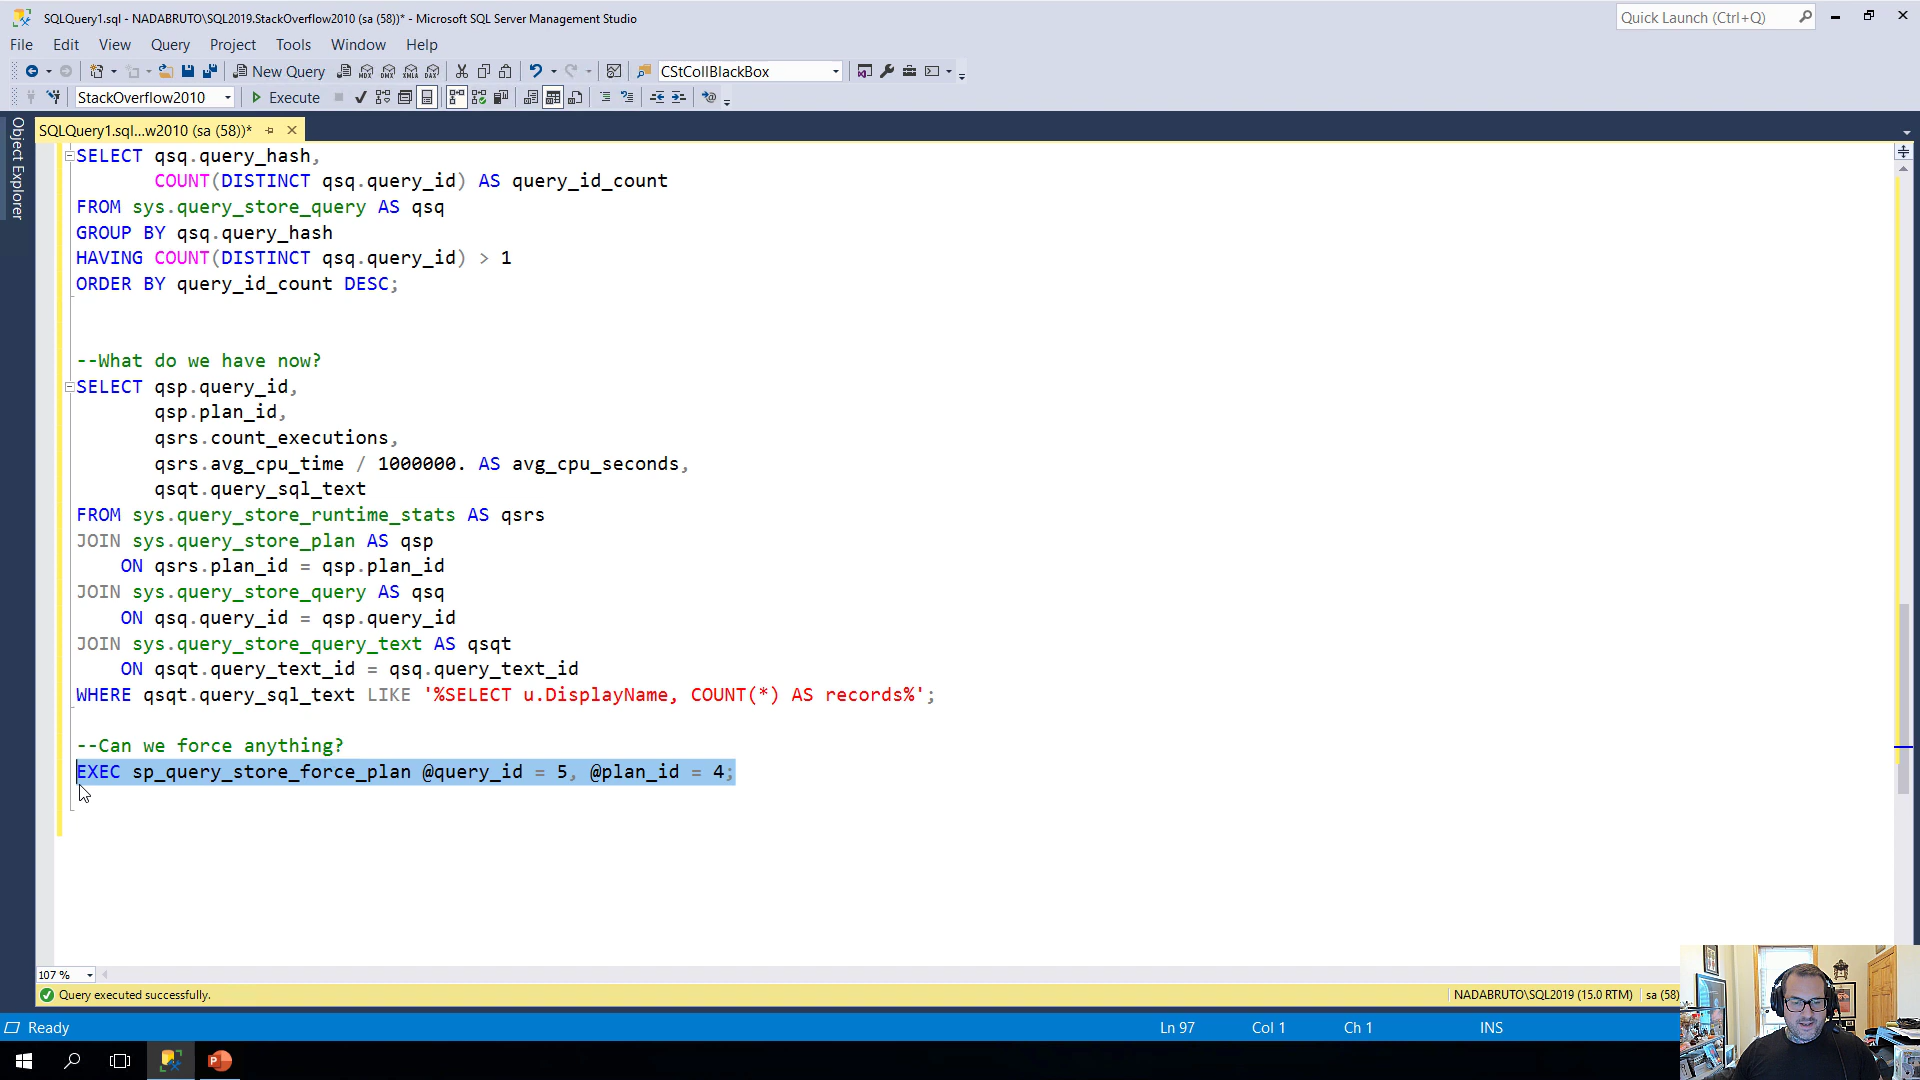 SQLQuery1.sql - NADABRUTO\SQL2019.StackOverflow2010 (sa (58))* - Microsoft SQL Server Management Studio
Quick Launch (Ctrl+Q)
File Edit View Query Project Tools Window Help
New Query
CStCollBlackBox
StackOverflow2010
Execute
Object Explorer
SQLQuery1.sql...w2010 (sa (58))*
SELECT qsq.query_hash,
COUNT(DISTINCT qsq.query_id) AS query_id_count
FROM sys.query_store_query AS qsq
GROUP BY qsq.query_hash
HAVING COUNT(DISTINCT qsq.query_id) > 1
ORDER BY query_id_count DESC;
--What do we have now?
SELECT qsp.query_id,
qsp.plan_id,
qsrs.count_executions,
qsrs.avg_cpu_time / 1000000. AS avg_cpu_seconds,
qsqt.query_sql_text
FROM sys.query_store_runtime_stats AS qsrs
JOIN sys.query_store_plan AS qsp
ON qsrs.plan_id = qsp.plan_id
JOIN sys.query_store_query AS qsq
ON qsq.query_id = qsp.query_id
JOIN sys.query_store_query_text AS qsqt
ON qsqt.query_text_id = qsq.query_text_id
WHERE qsqt.query_sql_text LIKE '%SELECT u.DisplayName, COUNT(*) AS records%';
--Can we force anything?
EXEC sp_query_store_force_plan @query_id = 5, @plan_id = 4;
107 %
Query executed successfully.
NADABRUTO\SQL2019 (15.0 RTM)
sa (58)
Ready
Ln 97
Col 1
Ch 1
INS